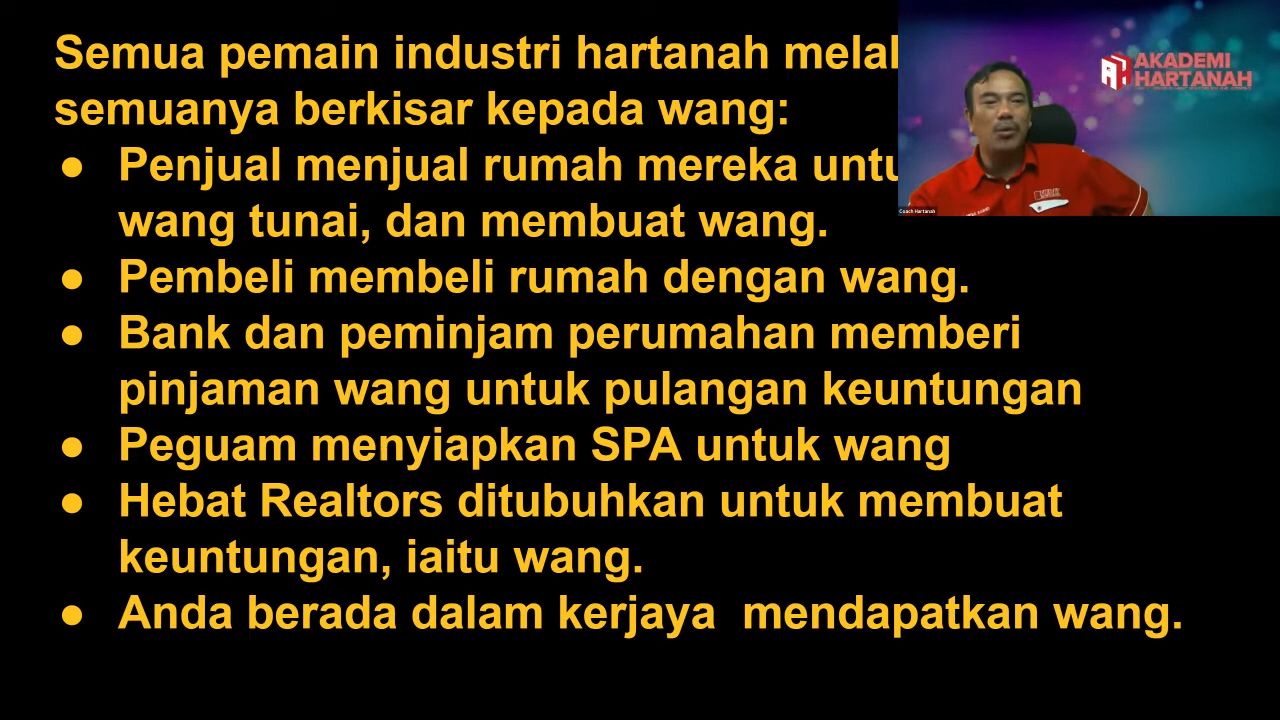 Semua pemain industri hartanah
semuanya berkisar kepada wang:
● Penjual menjual rumah mereka
wang tunai, dan membuat wang.
● Pembeli membeli rumah dengan wang.
● Bank dan peminjam perumahan memberi
pinjaman wang untuk pulangan keuntungan
● Peguam menyiapkan SPA untuk wang
● Hebat Realtors ditubuhkan untuk membuat
keuntungan, iaitu wang.
● Anda berada dalam kerjaya  mendapatkan wang.
AKADEMI
HARTANAH
Coach Hartanah